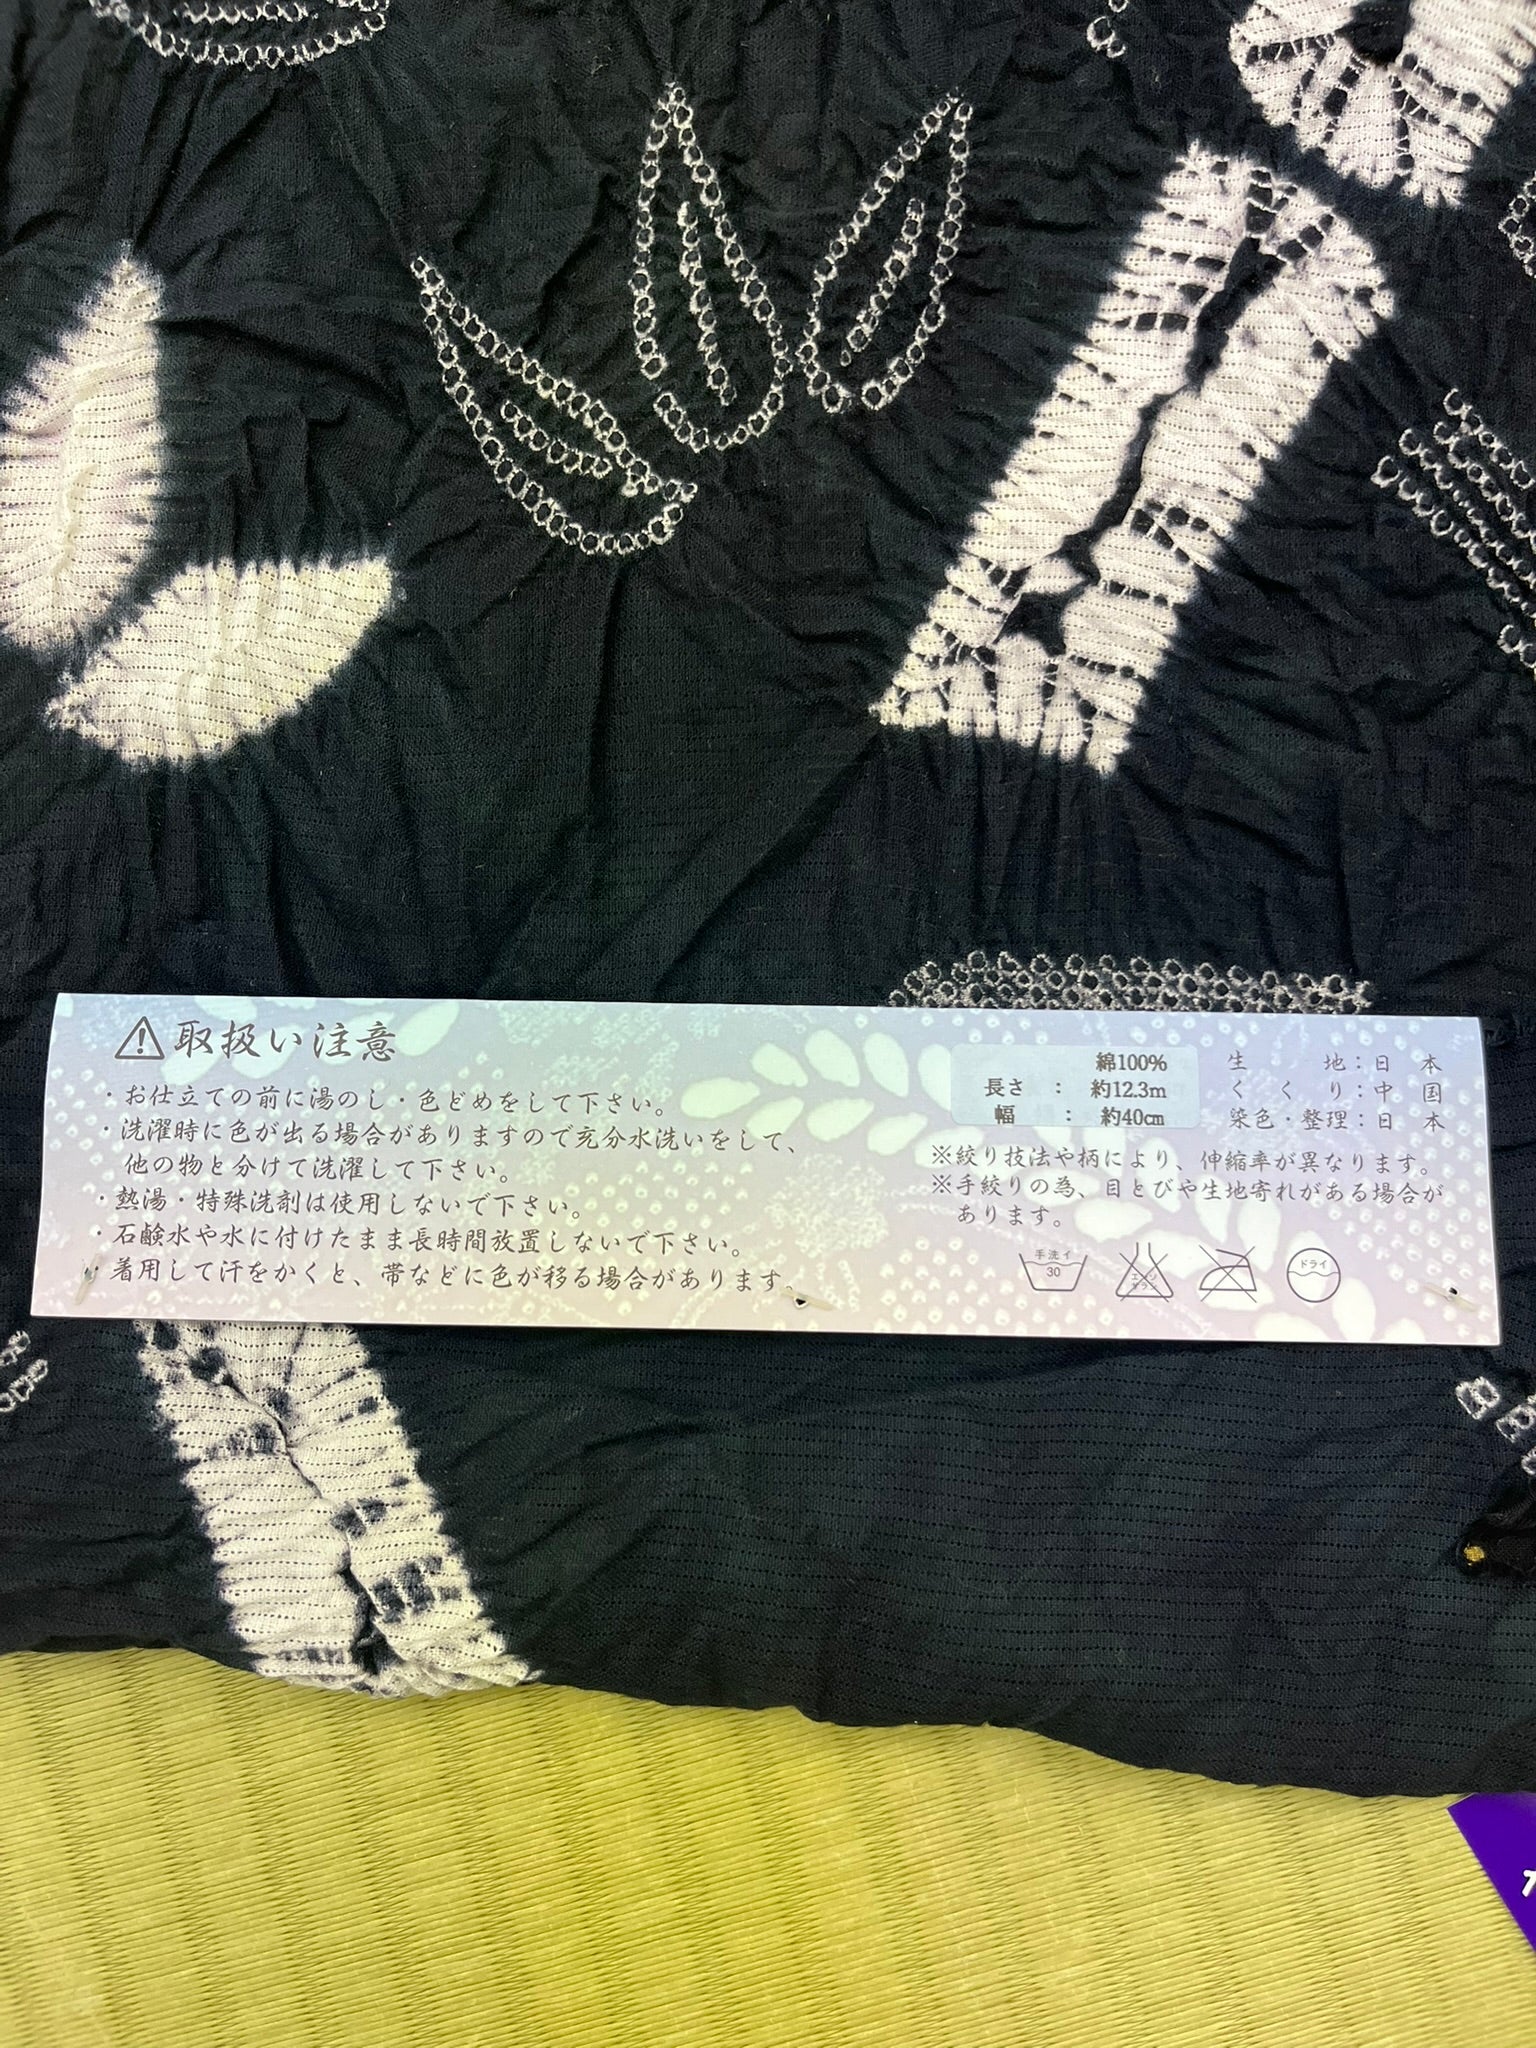 取扱い注意
・お仕立ての前に湯のし・色どめをして下さい。
・洗濯時に色が出る場合がありますので充分水洗いをして、
他の物と分けて洗濯して下さい。
・熱湯・特殊洗剤は使用しないで下さい。
・石鹸水や水に付けたまま長時間放置しないで下さい。
・着用して汗をかくと、帯などに色が移る場合があります。
綿100%
長さ : 約12.3m
幅 : 約40cm
生地:日本
くくり:中国
染色・整理:日本
※絞り技法や柄により、伸縮率が異なります。
※手絞りの為、目とびや生地寄れがある場合が
あります。
手洗イ
30
エンソ
サラシ
ドライ